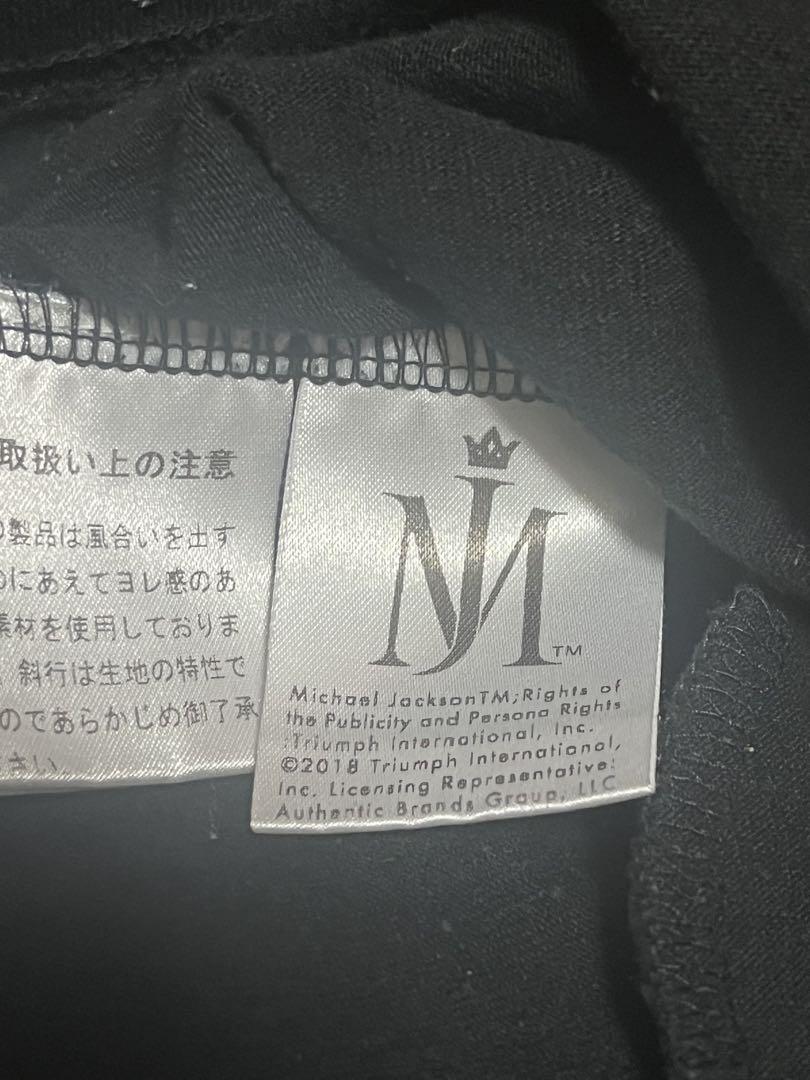 取扱い上の注意
製品は風合いを出す
にあえてヨレ感のあ
素材を使用しておりま
斜行は生地の特性で
のであらかじめ御了承
さい
MJ
TM
Michael JacksonTM;Rights of
the Publicity and Persona Rights
:Triumph International, Inc.
©2018 Triumph International,
Inc. Licensing Representative:
Authentic Brands Group, LLC